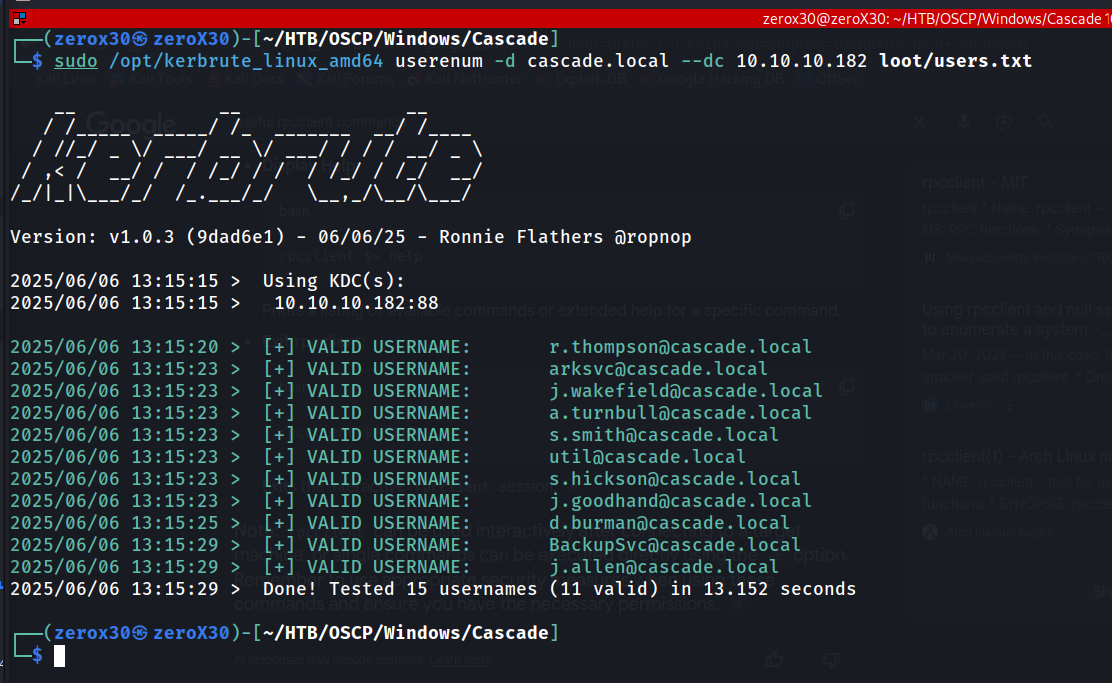 zerox30@zeroX30: ~/HTB/OSCP/Windows/Cascade
┌──(zerox30㉿zeroX30)-[~/HTB/OSCP/Windows/Cascade]
└─$ sudo /opt/kerbrute_linux_amd64 userenum -d cascade.local --dc 10.10.10.182 loot/users.txt
kerbrute
Version: v1.0.3 (9dad6e1) - 06/06/25 - Ronnie Flathers @ropnop
2025/06/06 13:15:15 >  Using KDC(s):
2025/06/06 13:15:15 >   10.10.10.182:88
2025/06/06 13:15:20 >  [+] VALID USERNAME:       r.thompson@cascade.local
2025/06/06 13:15:23 >  [+] VALID USERNAME:       arksvc@cascade.local
2025/06/06 13:15:23 >  [+] VALID USERNAME:       j.wakefield@cascade.local
2025/06/06 13:15:23 >  [+] VALID USERNAME:       a.turnbull@cascade.local
2025/06/06 13:15:23 >  [+] VALID USERNAME:       s.smith@cascade.local
2025/06/06 13:15:23 >  [+] VALID USERNAME:       util@cascade.local
2025/06/06 13:15:23 >  [+] VALID USERNAME:       s.hickson@cascade.local
2025/06/06 13:15:23 >  [+] VALID USERNAME:       j.goodhand@cascade.local
2025/06/06 13:15:25 >  [+] VALID USERNAME:       d.burman@cascade.local
2025/06/06 13:15:29 >  [+] VALID USERNAME:       BackupSvc@cascade.local
2025/06/06 13:15:29 >  [+] VALID USERNAME:       j.allen@cascade.local
2025/06/06 13:15:29 >  Done! Tested 15 usernames (11 valid) in 13.152 seconds
┌──(zerox30㉿zeroX30)-[~/HTB/OSCP/Windows/Cascade]
└─$